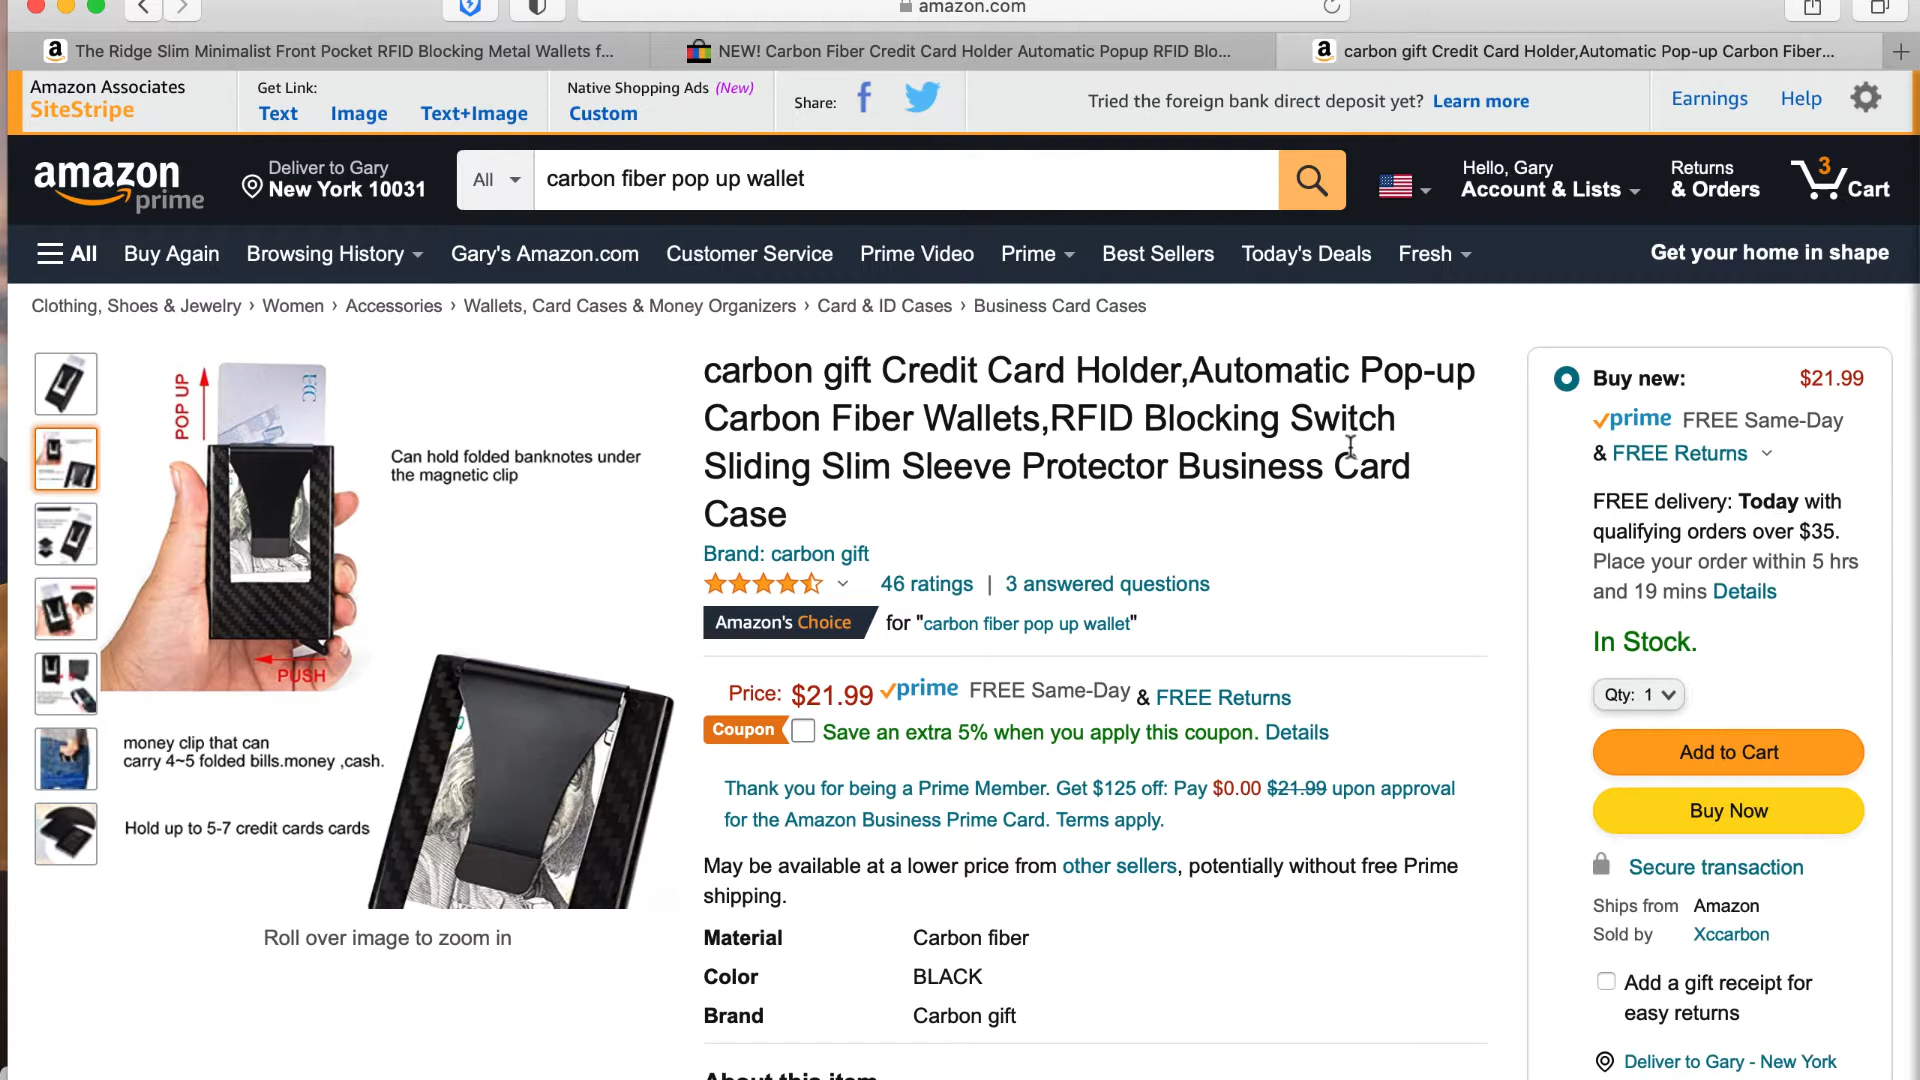 amazon.com
The Ridge Slim Minimalist Front Pocket RFID Blocking Metal Wallets f...
NEW! Carbon Fiber Credit Card Holder Automatic Popup RFID Blo...
carbon gift Credit Card Holder,Automatic Pop-up Carbon Fiber...
Amazon Associates
SiteStripe
Get Link:
Text Image Text+Image
Native Shopping Ads (New)
Custom
Share:
Tried the foreign bank direct deposit yet? Learn more
Earnings Help
amazon
prime
Deliver to Gary
New York 10031
All
carbon fiber pop up wallet
Hello, Gary
Account & Lists
Returns
& Orders
3
Cart
All Buy Again Browsing History Gary's Amazon.com Customer Service Prime Video Prime Best Sellers Today's Deals Fresh
Get your home in shape
Clothing, Shoes & Jewelry › Women › Accessories › Wallets, Card Cases & Money Organizers › Card & ID Cases › Business Card Cases
POP UP
Can hold folded banknotes under
the magnetic clip
PUSH
money clip that can
carry 4~5 folded bills.money ,cash.
Hold up to 5-7 credit cards cards
Roll over image to zoom in
carbon gift Credit Card Holder,Automatic Pop-up
Carbon Fiber Wallets,RFID Blocking Switch
Sliding Slim Sleeve Protector Business Card
Case
Brand: carbon gift
46 ratings | 3 answered questions
Amazon's Choice for "carbon fiber pop up wallet"
Price: $21.99 prime FREE Same-Day & FREE Returns
Coupon Save an extra 5% when you apply this coupon. Details
Thank you for being a Prime Member. Get $125 off: Pay $0.00 $21.99 upon approval
for the Amazon Business Prime Card. Terms apply.
May be available at a lower price from other sellers, potentially without free Prime
shipping.
Material Carbon fiber
Color BLACK
Brand Carbon gift
About this item
Buy new: $21.99
prime FREE Same-Day
& FREE Returns
FREE delivery: Today with
qualifying orders over $35.
Place your order within 5 hrs
and 19 mins Details
In Stock.
Qty: 1
Add to Cart
Buy Now
Secure transaction
Ships from Amazon
Sold by Xccarbon
Add a gift receipt for
easy returns
Deliver to Gary - New York